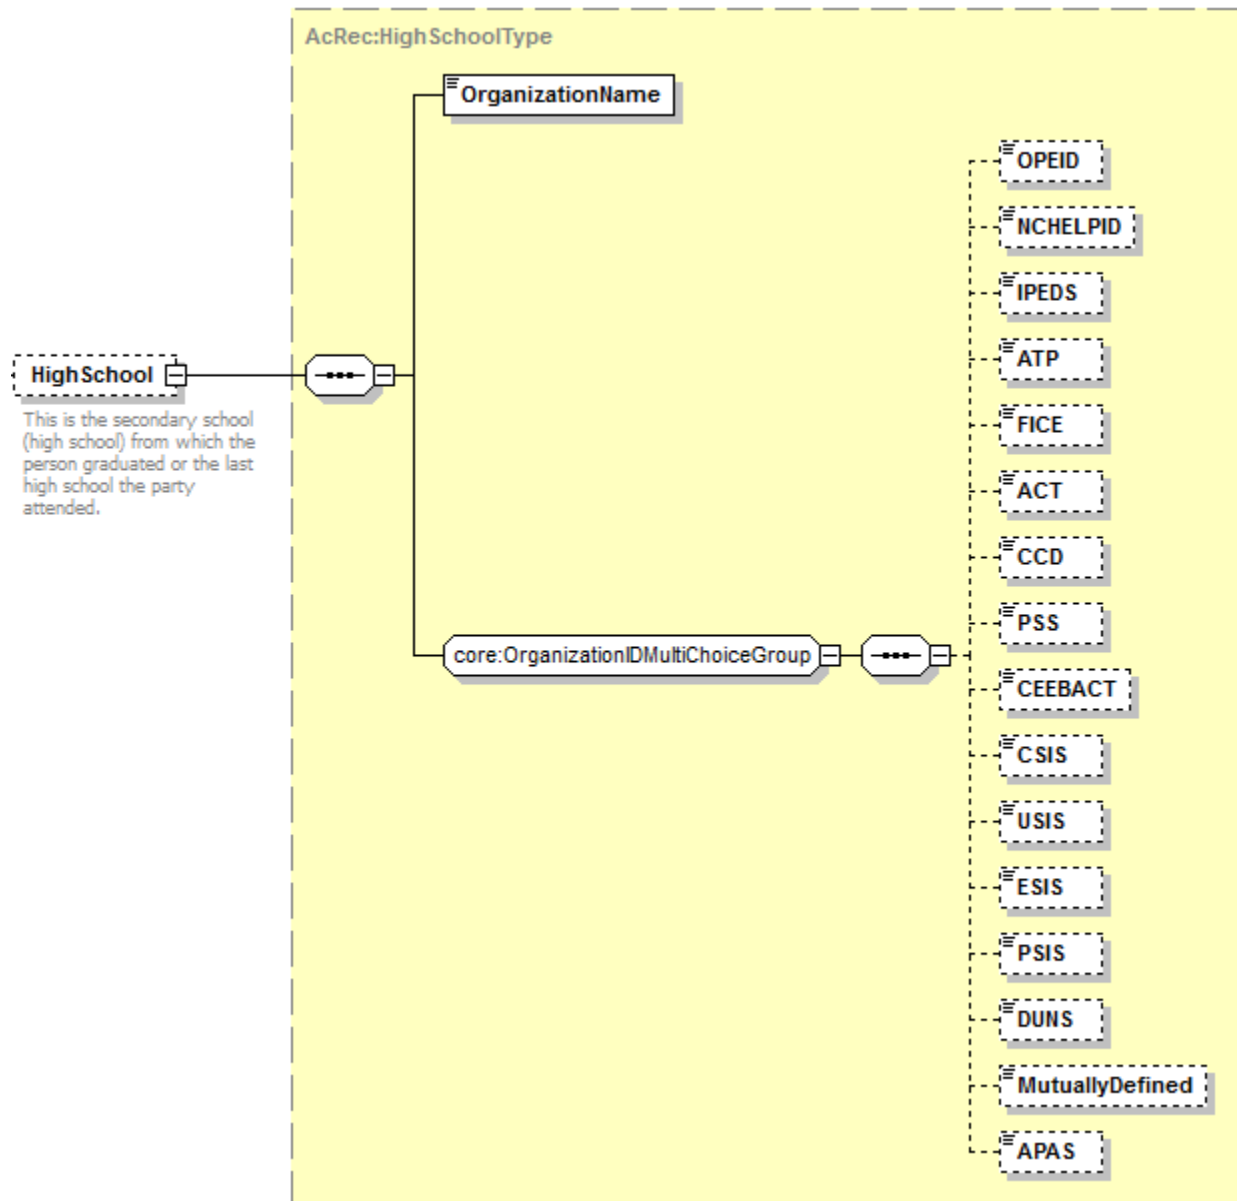 AcRec:HighSchoolType
OrganizationName
OPEID
NCHELPID
IPEDS
ATP
HighSchool
This is the secondary school
(high school) from which the
person graduated or the last
high school the party
attended.
FICE
ACT
CCD
PSS
core:OrganizationIDMultiChoiceGroup
CEEBACT
CSIS
USIS
ESIS
PSIS
DUNS
MutuallyDefined
APAS